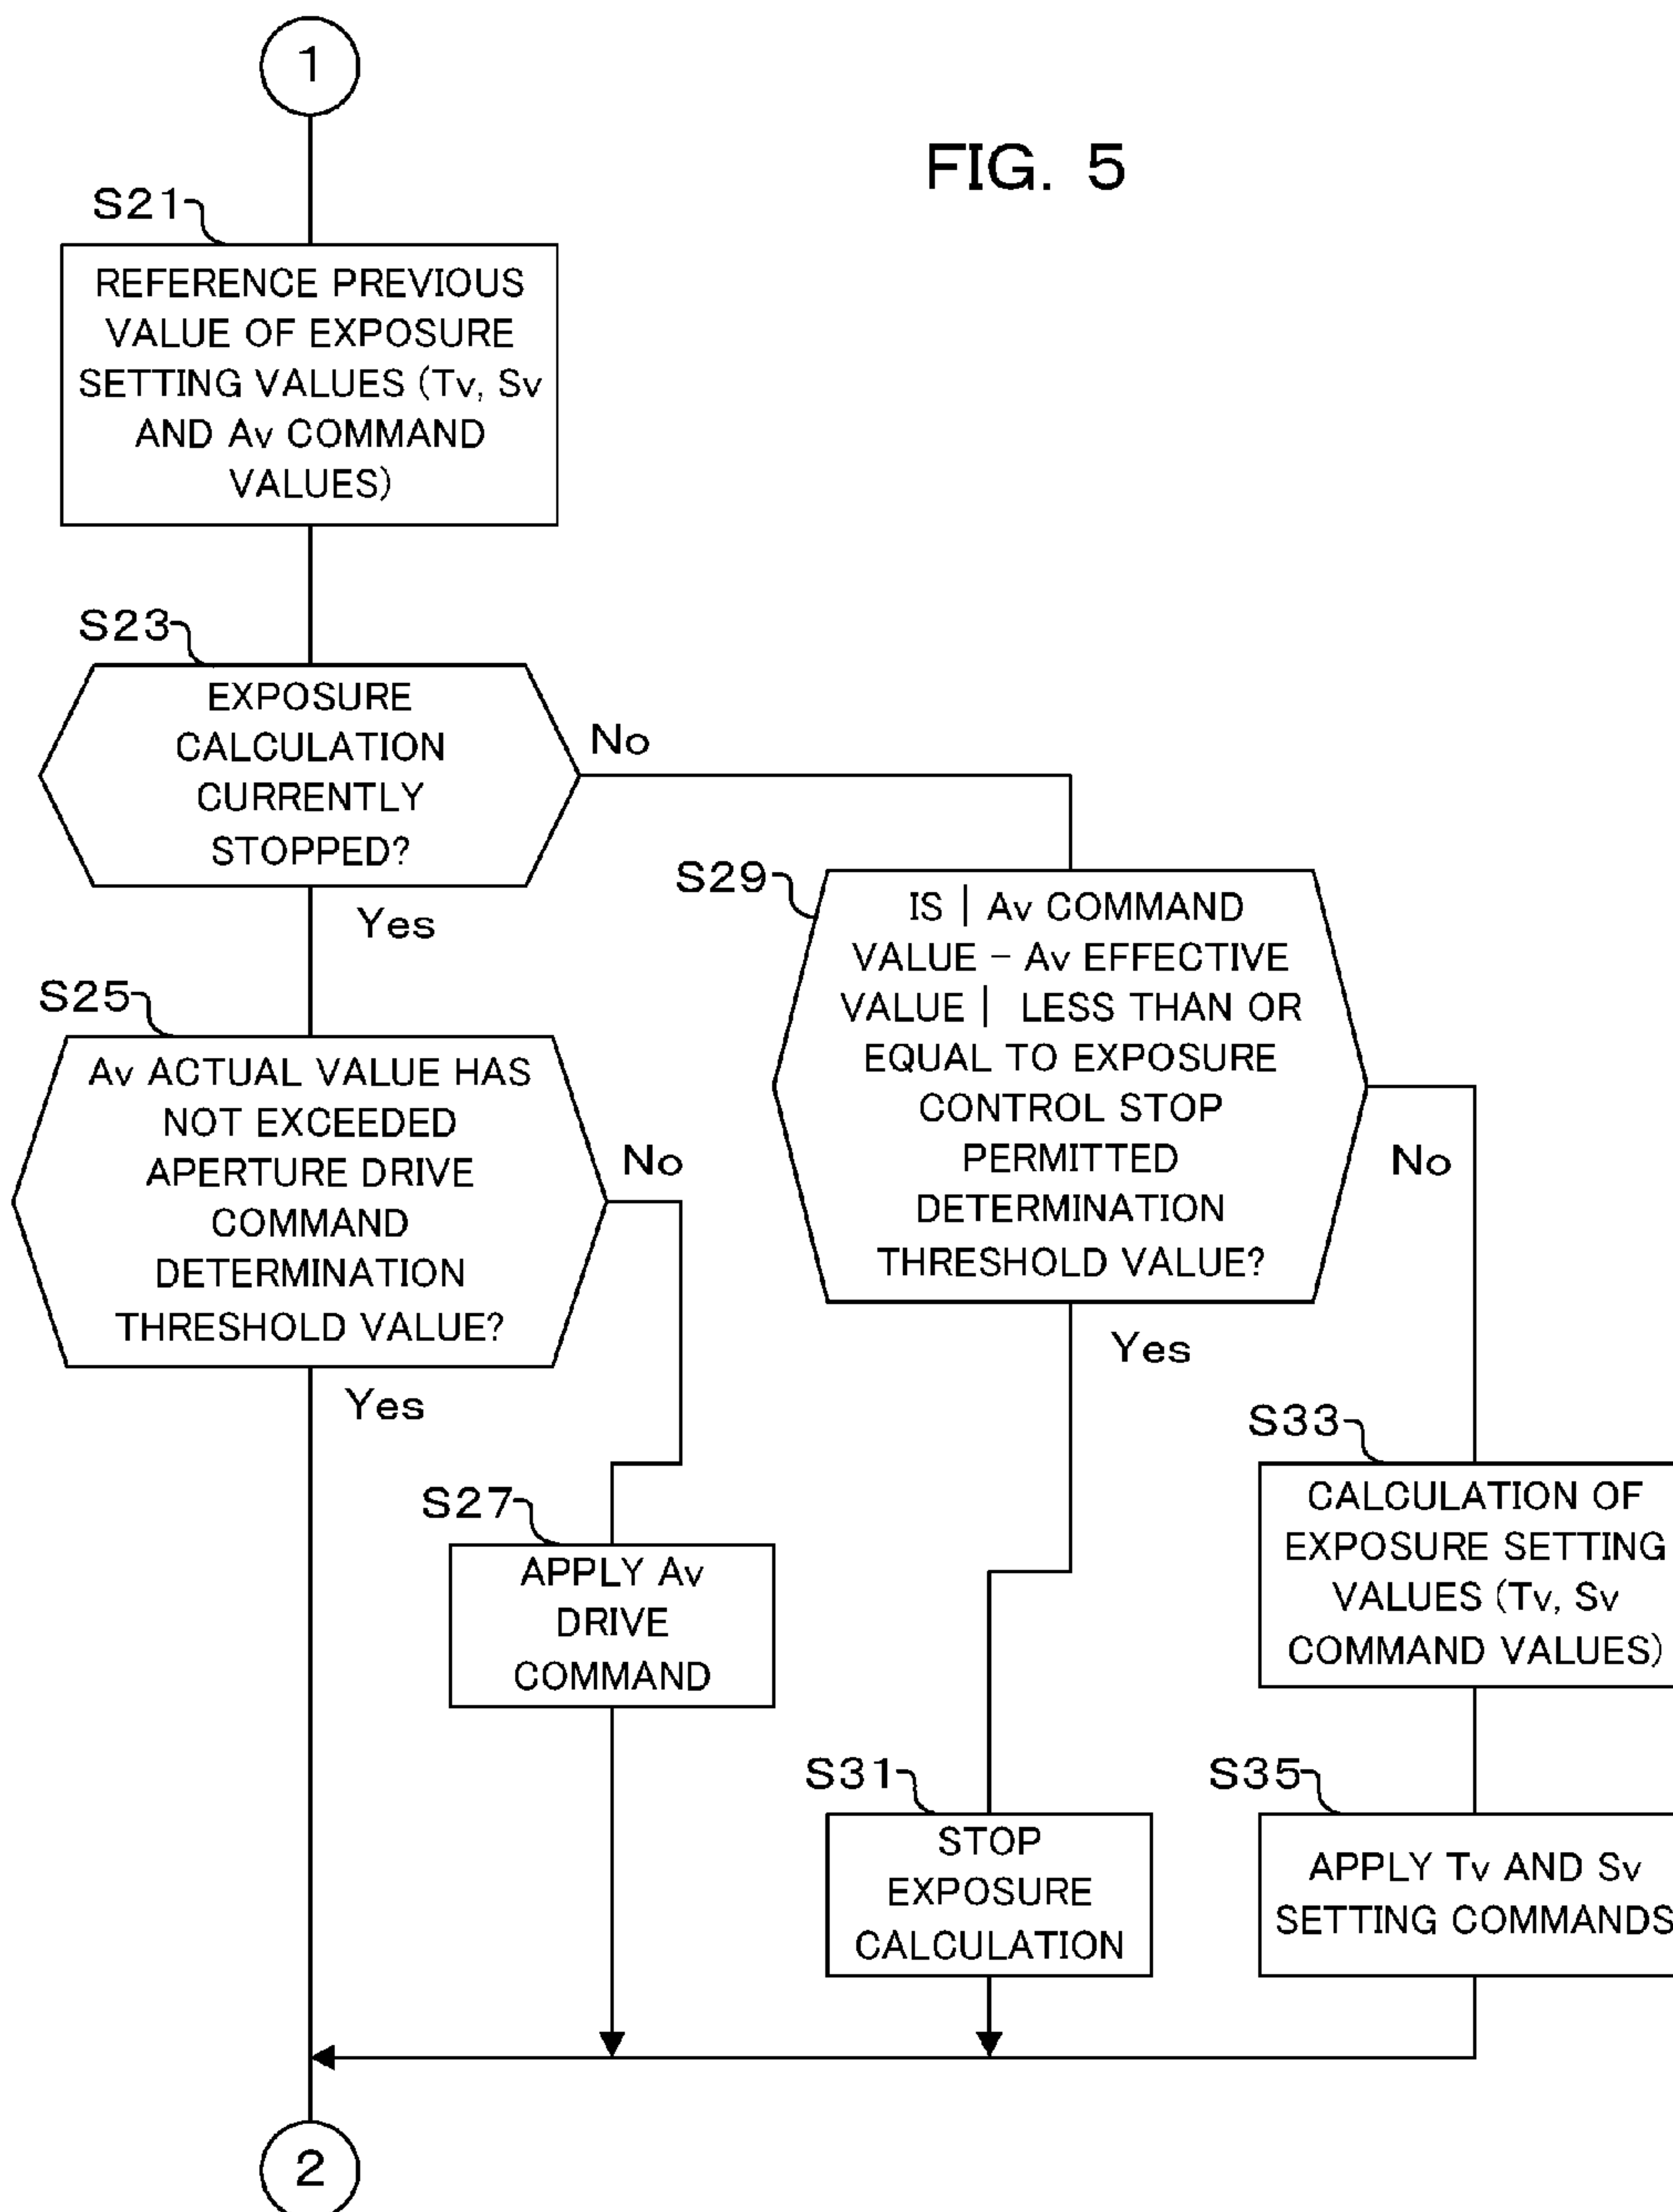 1
FIG. 5
S21
REFERENCE PREVIOUS
VALUE OF EXPOSURE
SETTING VALUES (Tv, Sv
AND Av COMMAND
VALUES)
S23
EXPOSURE
CALCULATION
CURRENTLY
STOPPED?
No
Yes
S25
Av ACTUAL VALUE HAS
NOT EXCEEDED
APERTURE DRIVE
COMMAND
DETERMINATION
THRESHOLD VALUE?
No
Yes
S27
APPLY Av
DRIVE
COMMAND
S29
IS | Av COMMAND
VALUE – Av EFFECTIVE
VALUE | LESS THAN OR
EQUAL TO EXPOSURE
CONTROL STOP
PERMITTED
DETERMINATION
THRESHOLD VALUE?
No
Yes
S31
STOP
EXPOSURE
CALCULATION
S33
CALCULATION OF
EXPOSURE SETTING
VALUES (Tv, Sv
COMMAND VALUES)
S35
APPLY Tv AND Sv
SETTING COMMANDS
2